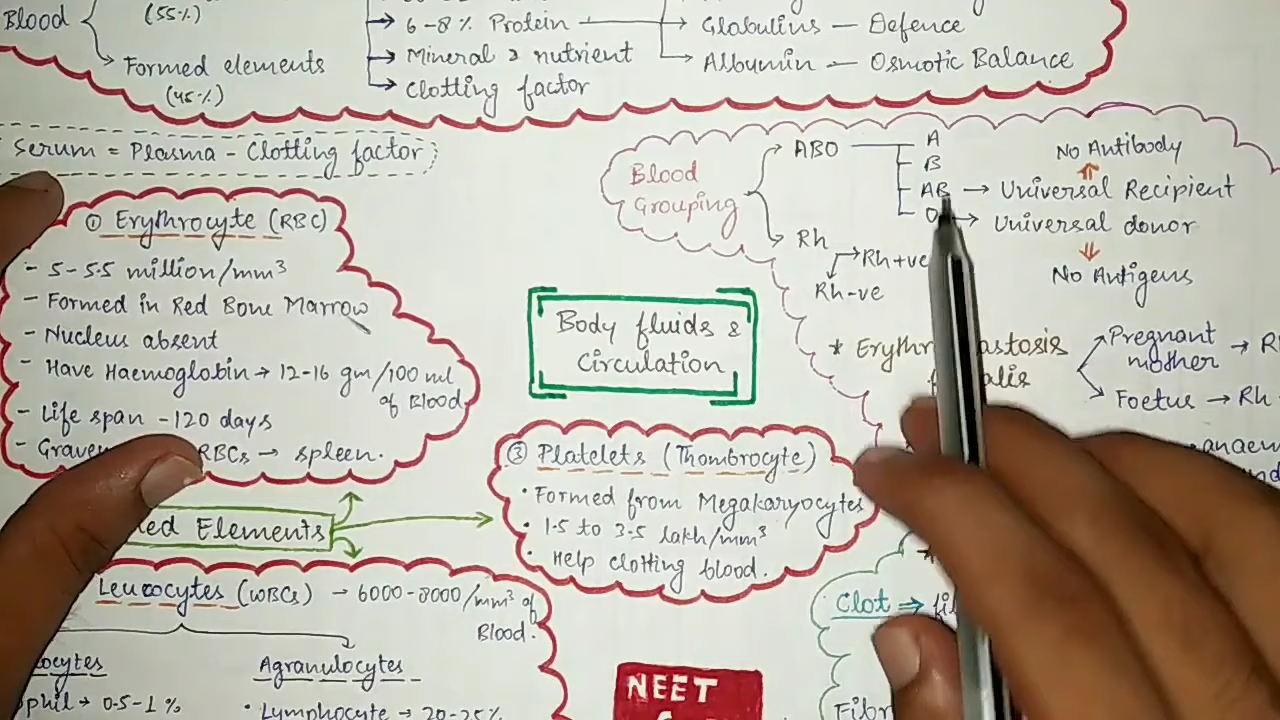 Blood
(55%)
Formed elements
(45%)
6-8% Protein
Mineral & nutrient
Clotting factor
Globulins — Defence
Albumin — Osmotic Balance
Serum = Plasma - Clotting factor
① Erythrocyte (RBC)
- 5-5.5 million/mm³
- Formed in Red Bone Marrow
- Nucleus absent
- Have Haemoglobin → 12-16 gm/100 ml
of Blood
- Life span - 120 days
RBCs → spleen.
Blood
Grouping
ABO
A
B
AB → Universal Recipient
No Antibody
O → Universal donor
No Antigens
Rh
Rh+ve
Rh-ve
Body fluids &
Circulation
Pregnant
mother →
Foetus → Rh
③ Platelets (Thombrocyte)
· Formed from Megakaryocytes
· 1.5 to 3.5 lakh/mm³
· Help clotting blood.
Elements
Leucocytes (WBCs) → 6000-8000/mm³ of
Blood.
Agranulocytes
0.5-1%
· Lymphocyte → 20-25%
Clot ⇒
NEET